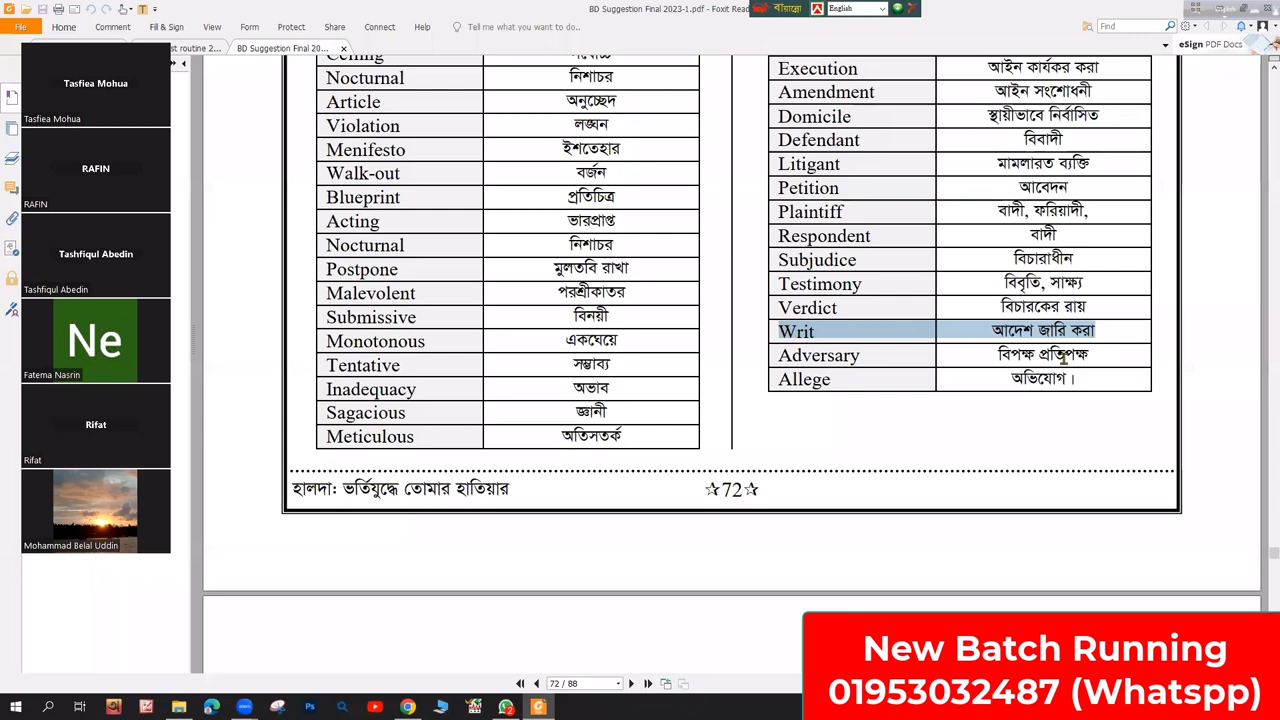 BD Suggestion Final 2023-1.pdf - Foxit Read
English
File Home Comment Fill & Sign View Form Protect Share Connect Help Tell me what you want to do... Find
st routine 2... BD Suggestion Final 20... eSign PDF Docs
Tasfiea Mohua
Tasfiea Mohua
RAFIN
RAFIN
Tashfiqul Abedin
Tashfiqul Abedin
Ne
Fatema Nasrin
Rifat
Rifat
Mohammad Belal Uddin
Ceiling
Nocturnal নিশাচর
Article অনুচ্ছেদ
Violation লঙ্ঘন
Menifesto ইশতেহার
Walk-out বর্জন
Blueprint প্রতিচিত্র
Acting ভারপ্রাপ্ত
Nocturnal নিশাচর
Postpone মুলতবি রাখা
Malevolent পরশ্রীকাতর
Submissive বিনয়ী
Monotonous একঘেয়ে
Tentative সম্ভাব্য
Inadequacy অভাব
Sagacious জ্ঞানী
Meticulous অতিসতর্ক
Execution আইন কার্যকর করা
Amendment আইন সংশোধনী
Domicile স্থায়ীভাবে নির্বাসিত
Defendant বিবাদী
Litigant মামলারত ব্যক্তি
Petition আবেদন
Plaintiff বাদী, ফরিয়াদী,
Respondent বাদী
Subjudice বিচারাধীন
Testimony বিবৃতি, সাক্ষ্য
Verdict বিচারকের রায়
Writ আদেশ জারি করা
Adversary বিপক্ষ প্রতিপক্ষ
Allege অভিযোগ।
হালদা: ভর্তিযুদ্ধে তোমার হাতিয়ার ☆72☆
New Batch Running
01953032487 (Whatspp)
72 / 88